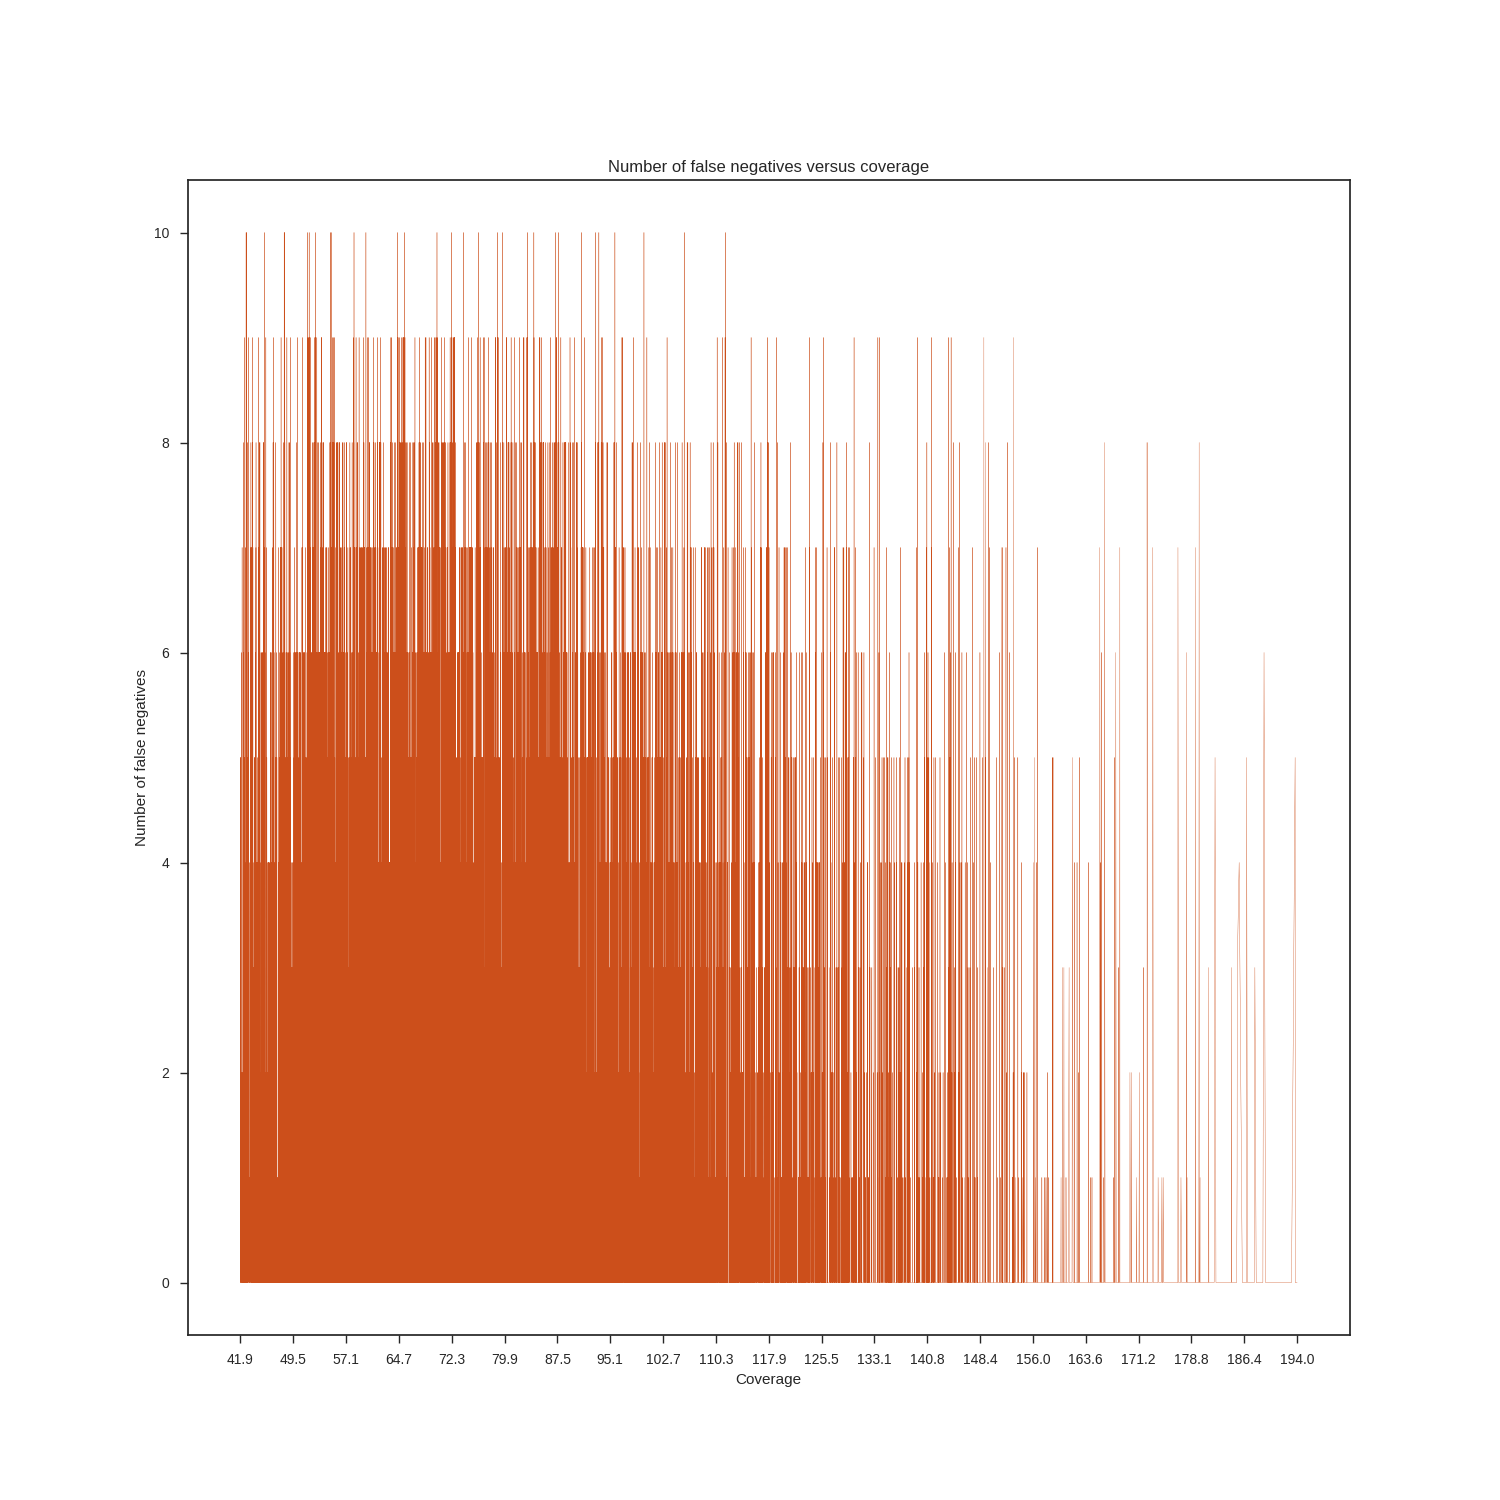 Number of false negatives versus coverage
10
8
6
4
2
0
Number of false negatives
41.9 49.5 57.1 64.7 72.3 79.9 87.5 95.1 102.7 110.3 117.9 125.5 133.1 140.8 148.4 156.0 163.6 171.2 178.8 186.4 194.0
Coverage